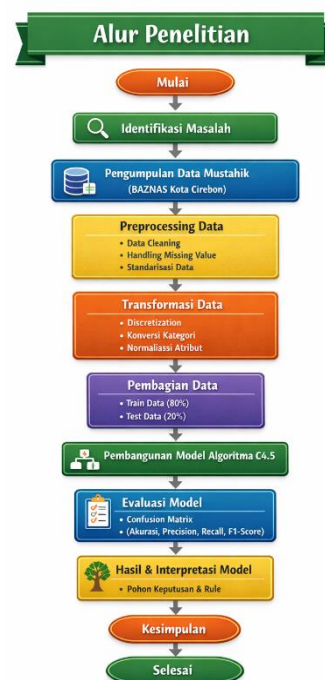 Alur Penelitian
Mulai
Identifikasi Masalah
Pengumpulan Data Mustahik
(BAZNAS Kota Cirebon)
Preprocessing Data
• Data Cleaning
• Handling Missing Value
• Standarisasi Data
Transformasi Data
• Discretization
• Konversi Kategori
• Normaliassi Atribut
Pembagian Data
• Train Data (80%)
• Test Data (20%)
Pembangunan Model Algoritma C4.5
Evaluasi Model
• Confusion Matrix
• (Akurasi, Precision, Recall, F1-Score)
Hasil & Interpretasi Model
• Pohon Keputusan & Rule
Kesimpulan
Selesai